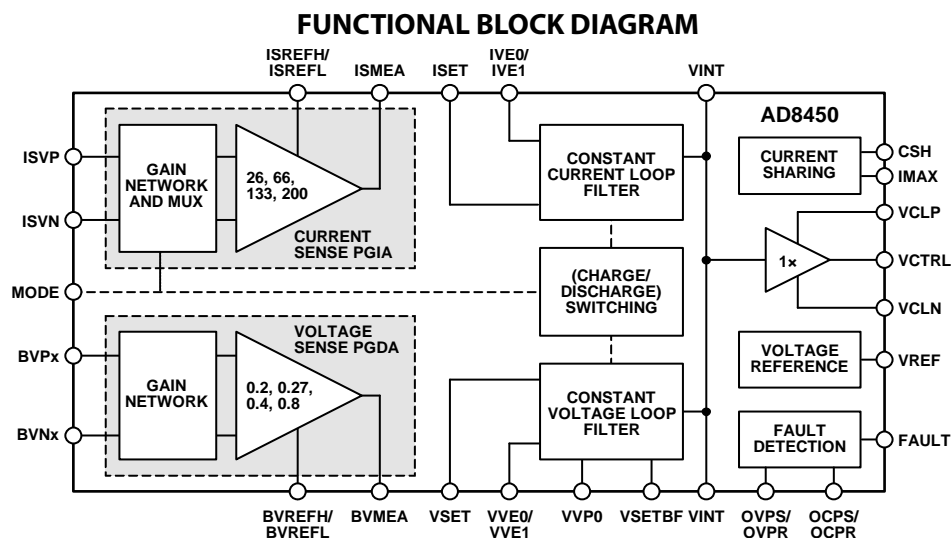 FUNCTIONAL BLOCK DIAGRAM
ISREFH/
ISREFL
ISMEA
ISET
IVE0/
IVE1
VINT
AD8450
ISVP
ISVN
GAIN
NETWORK
AND MUX
26, 66,
133, 200
CURRENT
SENSE PGIA
CONSTANT
CURRENT LOOP
FILTER
CURRENT
SHARING
CSH
IMAX
VCLP
1×
VCTRL
VCLN
MODE
(CHARGE/
DISCHARGE)
SWITCHING
VOLTAGE
SENSE PGDA
BVPx
BVNx
GAIN
NETWORK
0.2, 0.27,
0.4, 0.8
CONSTANT
VOLTAGE LOOP
FILTER
VOLTAGE
REFERENCE
VREF
FAULT
DETECTION
FAULT
BVREFH/
BVREFL
BVMEA
VSET
VVE0/
VVE1
VVP0
VSETBF
VINT
OVPS/
OVPR
OCPS/
OCPR